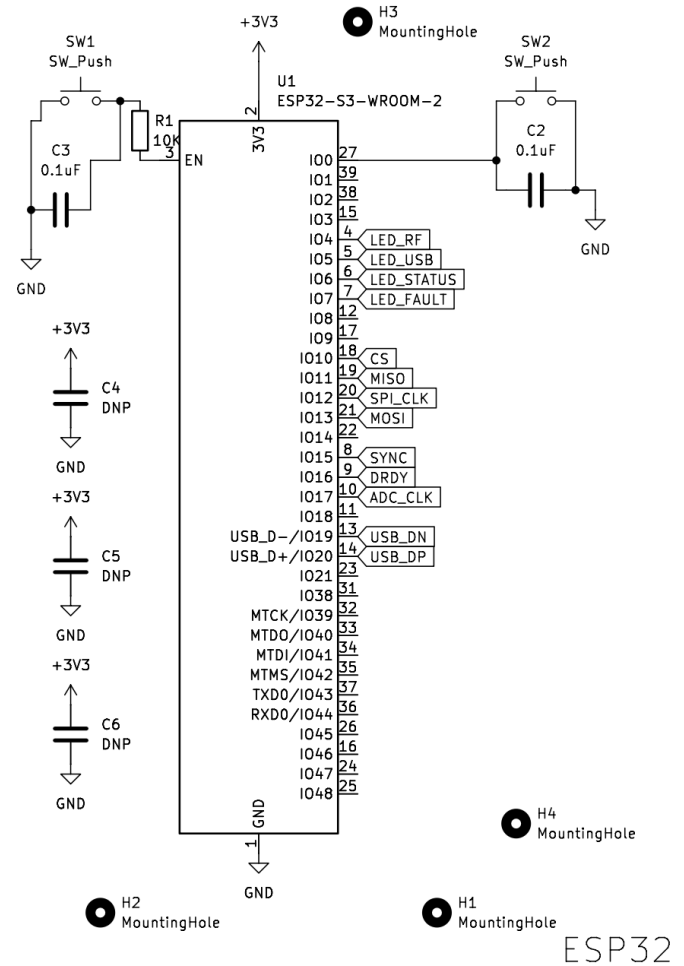 H3
MountingHole
+3V3
SW1
SW_Push
SW2
SW_Push
U1
ESP32-S3-WROOM-2
2
3V3
R1
10K
3
EN
C3
0.1uF
GND
C2
0.1uF
GND
IO0 27
IO1 39
IO2 38
IO3 15
IO4 4 LED_RF
IO5 5 LED_USB
IO6 6 LED_STATUS
IO7 7 LED_FAULT
IO8 12
IO9 17
IO10 18 CS
IO11 19 MISO
IO12 20 SPI_CLK
IO13 21 MOSI
IO14 22
IO15 8 SYNC
IO16 9 DRDY
IO17 10 ADC_CLK
IO18 11
USB_D-/IO19 13 USB_DN
USB_D+/IO20 14 USB_DP
IO21 23
IO38 31
MTCK/IO39 32
MTDO/IO40 33
MTDI/IO41 34
MTMS/IO42 35
TXD0/IO43 37
RXD0/IO44 36
IO45 26
IO46 16
IO47 24
IO48 25
+3V3
C4
DNP
GND
+3V3
C5
DNP
GND
+3V3
C6
DNP
GND
GND
1
GND
H4
MountingHole
H2
MountingHole
H1
MountingHole
ESP32